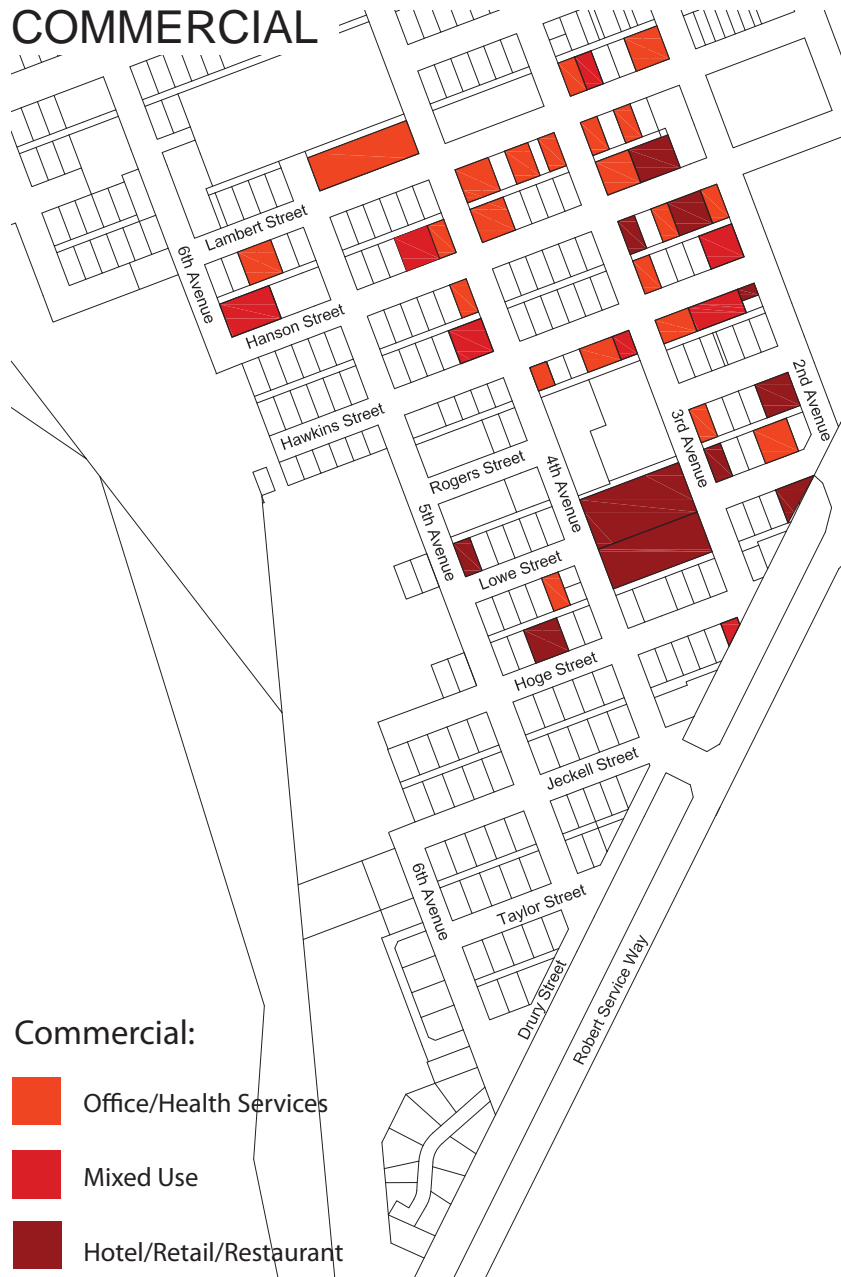 COMMERCIAL
Lambert Street
6th Avenue
Hanson Street
Hawkins Street
2nd Avenue
3rd Avenue
Rogers Street
4th Avenue
5th Avenue
Lowe Street
Hoge Street
Jeckell Street
6th Avenue
Taylor Street
Drury Street
Robert Service Way
Commercial:
Office/Health Services
Mixed Use
Hotel/Retail/Restaurant